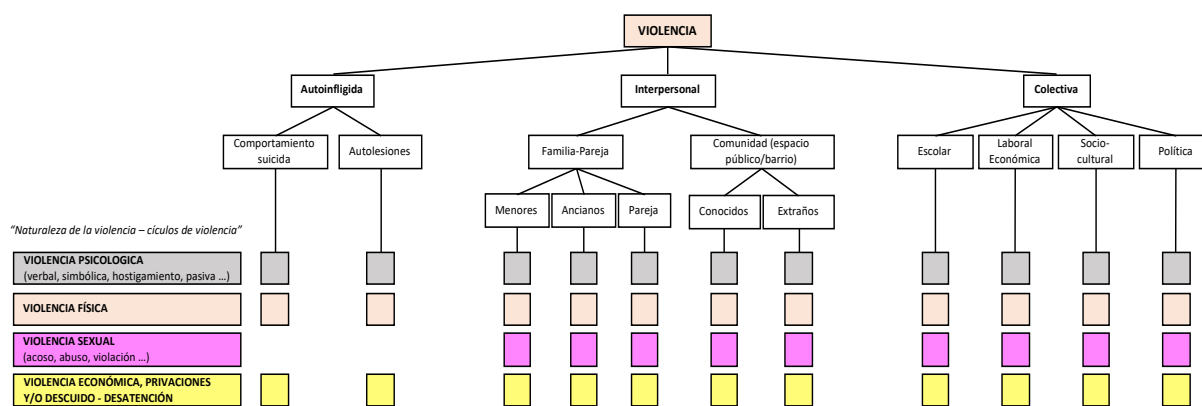 VIOLENCIA
Autoinfligida
Interpersonal
Colectiva
Comportamiento
suicida
Autolesiones
Familia-Pareja
Comunidad (espacio
público/barrio)
Escolar
Laboral
Económica
Socio-
cultural
Política
Menores
Ancianos
Pareja
Conocidos
Extraños
“Naturaleza de la violencia – cículos de violencia”
VIOLENCIA PSICOLOGICA
(verbal, simbólica, hostigamiento, pasiva ...)
VIOLENCIA FÍSICA
VIOLENCIA SEXUAL
(acoso, abuso, violación ...)
VIOLENCIA ECONÓMICA, PRIVACIONES
Y/O DESCUIDO - DESATENCIÓN